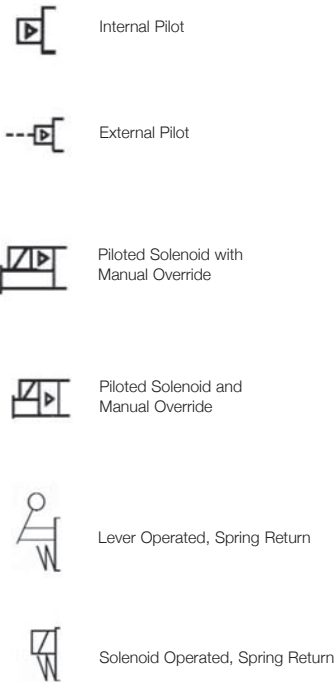 Internal Pilot
External Pilot
Piloted Solenoid with
Manual Override
Piloted Solenoid and
Manual Override
Lever Operated, Spring Return
Solenoid Operated, Spring Return